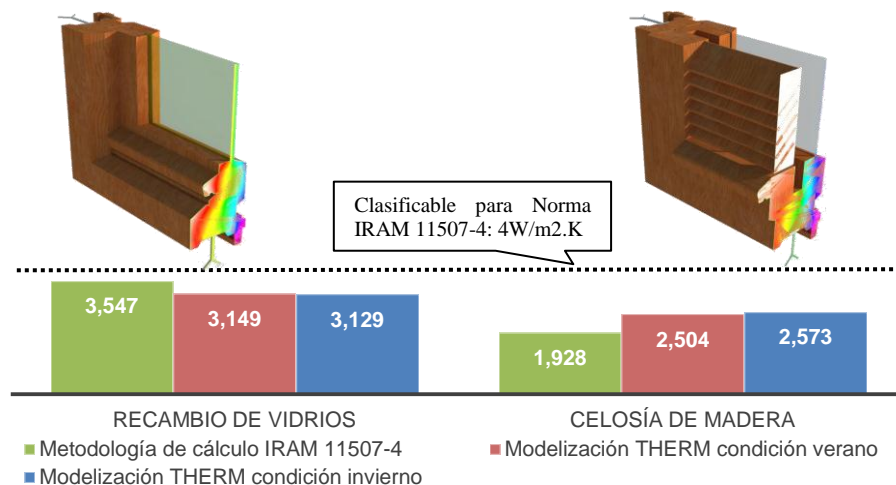 Clasificable para Norma
IRAM 11507-4: 4W/m2.K
3,547
3,149
3,129
1,928
2,504
2,573
RECAMBIO DE VIDRIOS
CELOSÍA DE MADERA
Metodología de cálculo IRAM 11507-4
Modelización THERM condición verano
Modelización THERM condición invierno